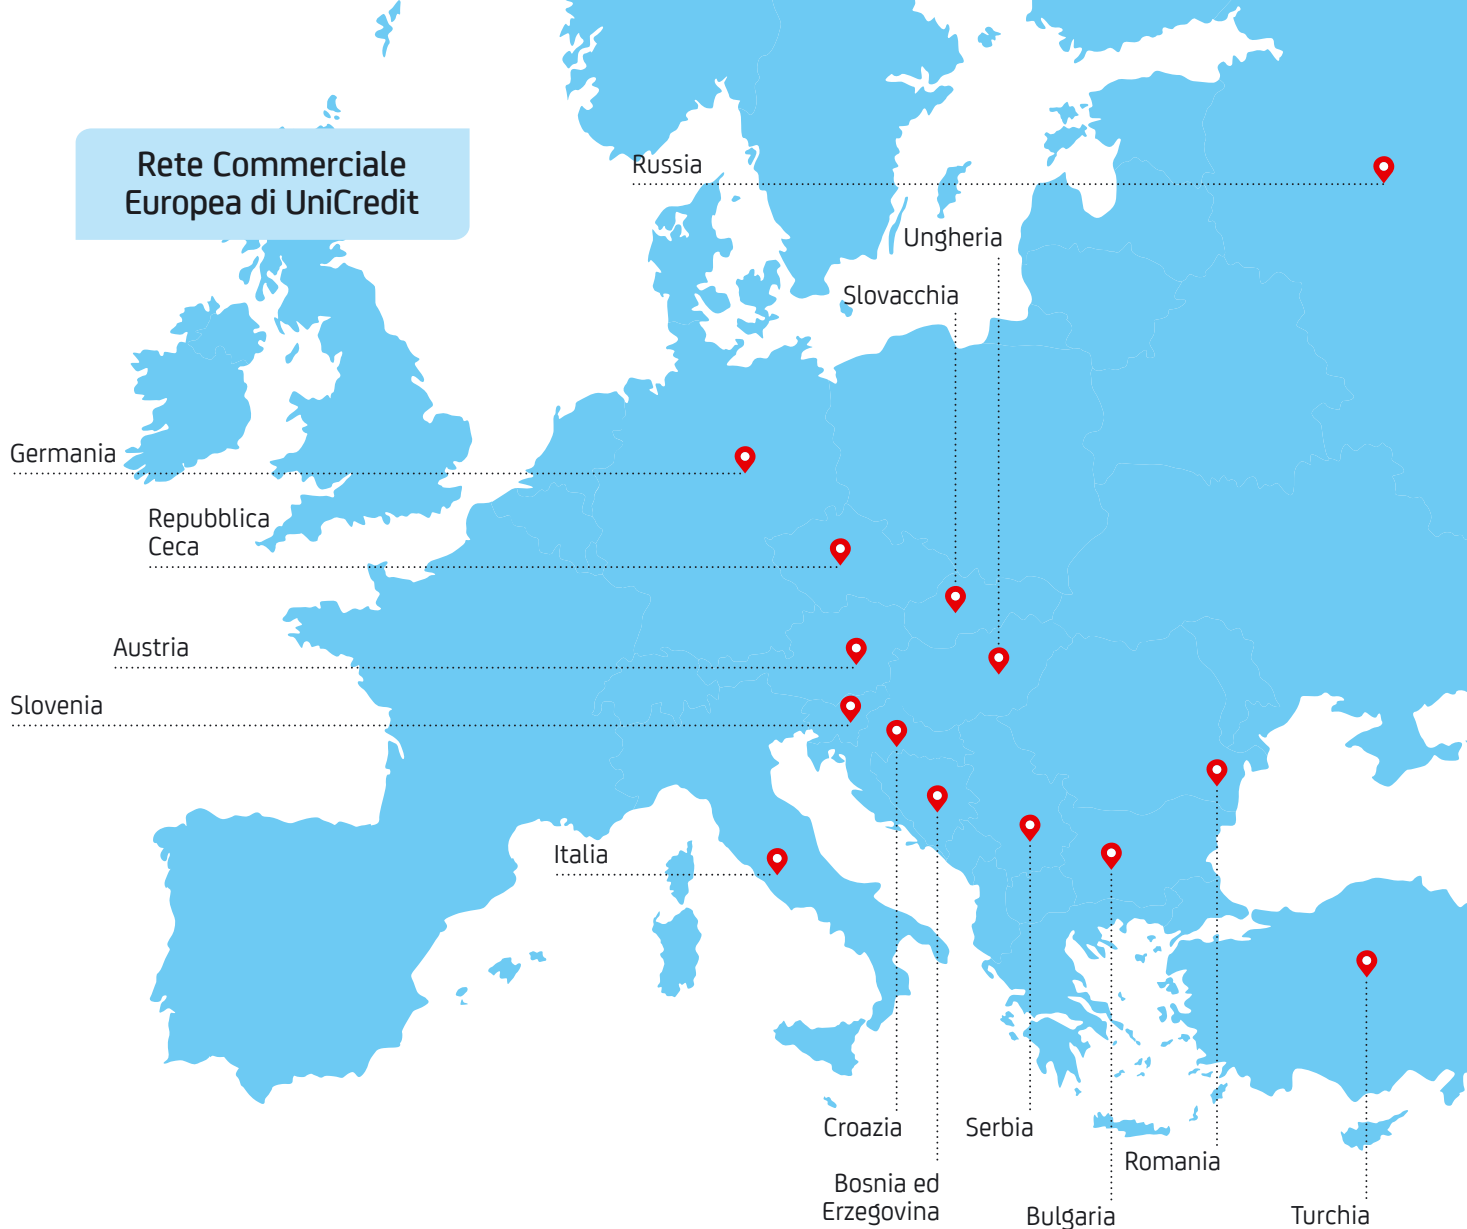 Rete Commerciale
Europea di UniCredit
Russia
Ungheria
Slovacchia
Germania
Repubblica
Ceca
Austria
Slovenia
Italia
Croazia
Serbia
Romania
Bosnia ed
Erzegovina
Bulgaria
Turchia